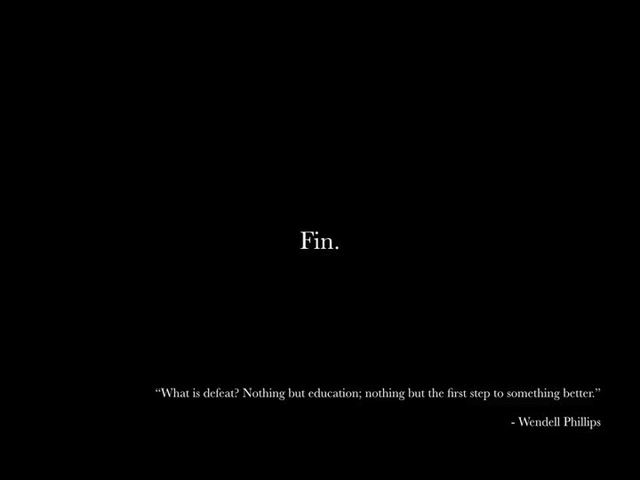 Fin.
“What is defeat? Nothing but education; nothing but the first step to something better.”
- Wendell Phillips